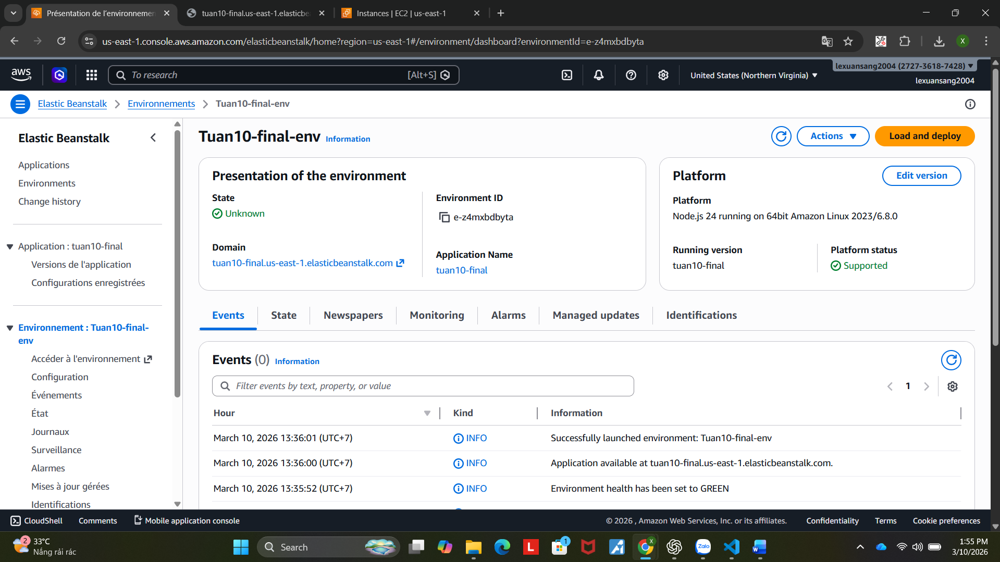 Présentation de l'environnemen
tuan10-final.us-east-1.elasticbe
Instances | EC2 | us-east-1
us-east-1.console.aws.amazon.com/elasticbeanstalk/home?region=us-east-1#/environment/dashboard?environmentId=e-z4mxbdbyta
X
aws
To research
[Alt+S]
United States (Northern Virginia)
lexuansang2004 (2727-3618-7428)
lexuansang2004
Elastic Beanstalk
Environnements
Tuan10-final-env
Elastic Beanstalk
Applications
Environments
Change history
Application : tuan10-final
Versions de l'application
Configurations enregistrées
Environnement : Tuan10-final-
env
Accéder à l'environnement
Configuration
Événements
État
Journaux
Surveillance
Alarmes
Mises à jour gérées
Identifications
Tuan10-final-env
Information
Actions
Load and deploy
Presentation of the environment
State
Unknown
Domain
tuan10-final.us-east-1.elasticbeanstalk.com
Environment ID
e-z4mxbdbyta
Application Name
tuan10-final
Platform
Edit version
Platform
Node.js 24 running on 64bit Amazon Linux 2023/6.8.0
Running version
tuan10-final
Platform status
Supported
Events
State
Newspapers
Monitoring
Alarms
Managed updates
Identifications
Events (0)
Information
Filter events by text, property, or value
1
Hour
Kind
Information
March 10, 2026 13:36:01 (UTC+7)
INFO
Successfully launched environment: Tuan10-final-env
March 10, 2026 13:36:00 (UTC+7)
INFO
Application available at tuan10-final.us-east-1.elasticbeanstalk.com.
March 10, 2026 13:35:52 (UTC+7)
INFO
Environment health has been set to GREEN
CloudShell
Comments
Mobile application console
© 2026 , Amazon Web Services, Inc. or its affiliates.
Confidentiality
Terms
Cookie preferences
2
33°C
Nắng rải rác
Search
L
1
X
Zalo
W
1:55 PM
3/10/2026